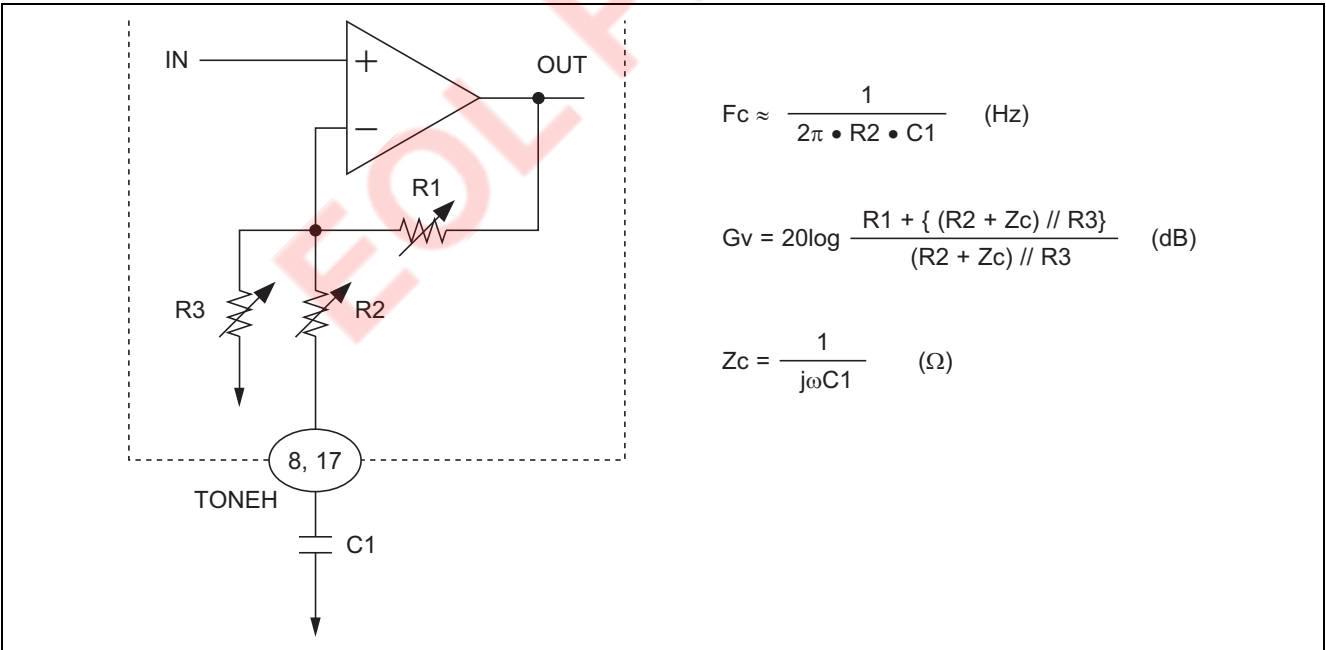 IN
+
−
OUT
R1
R3
R2
8, 17
TONEH
C1
Fc ≈ 1 / 2π • R2 • C1 (Hz)
Gv = 20log R1 + { (R2 + Zc) // R3} / (R2 + Zc) // R3 (dB)
Zc = 1 / jωC1 (Ω)
EOL